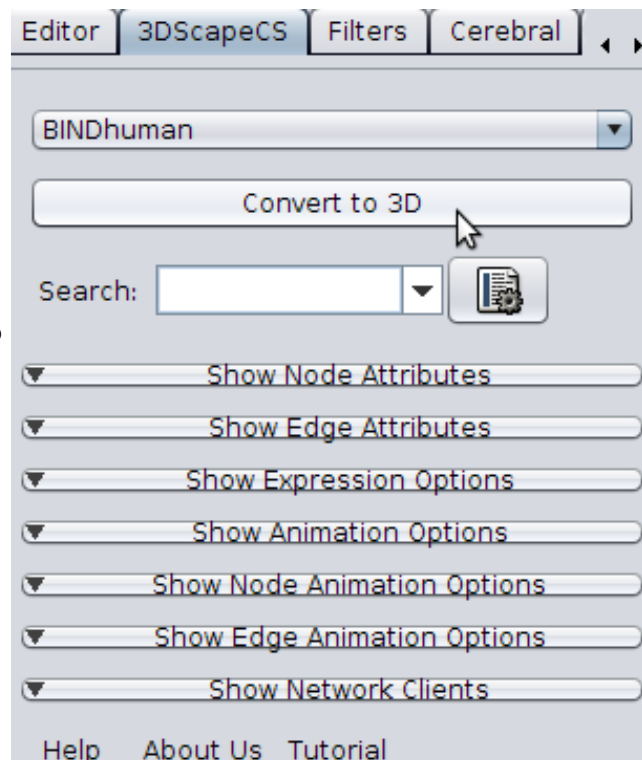 Editor 3DScapeCS Filters Cerebral
BINDhuman
Convert to 3D
Search:
Show Node Attributes
Show Edge Attributes
Show Expression Options
Show Animation Options
Show Node Animation Options
Show Edge Animation Options
Show Network Clients
Help About Us Tutorial